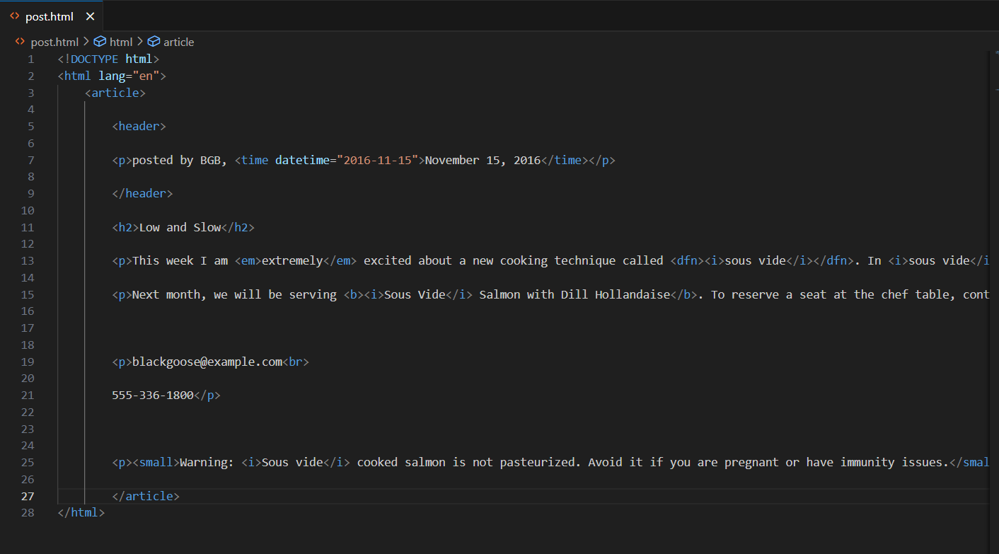 post.html
post.html > html > article
1 <!DOCTYPE html>
2 <html lang="en">
3 <article>
4
5 <header>
6
7 <p>posted by BGB, <time datetime="2016-11-15">November 15, 2016</time></p>
8
9 </header>
10
11 <h2>Low and Slow</h2>
12
13 <p>This week I am <em>extremely</em> excited about a new cooking technique called <dfn><i>sous vide</i></dfn>. In <i>sous vide</i
14
15 <p>Next month, we will be serving <b><i>Sous Vide</i> Salmon with Dill Hollandaise</b>. To reserve a seat at the chef table, cont
16
17
18
19 <p>blackgoose@example.com<br>
20
21 555-336-1800</p>
22
23
24
25 <p><small>Warning: <i>Sous vide</i> cooked salmon is not pasteurized. Avoid it if you are pregnant or have immunity issues.</smal
26
27 </article>
28 </html>